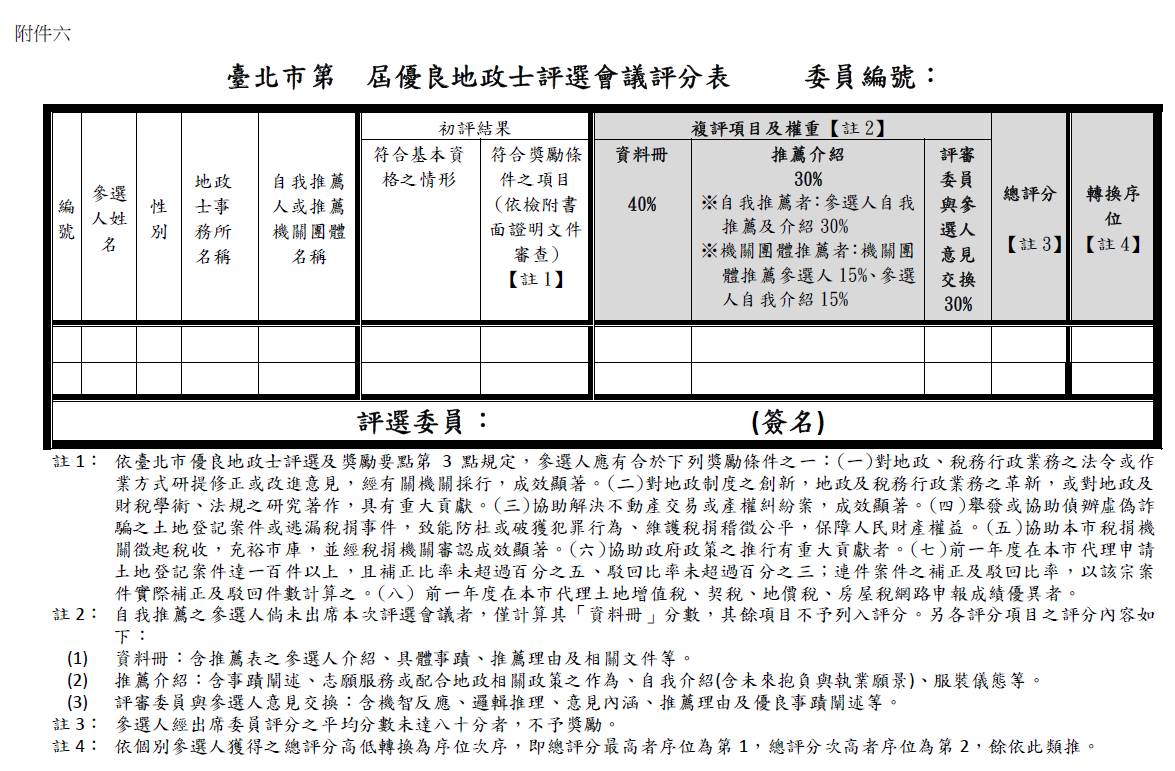 附件六
臺北市第　屆優良地政士評選會議評分表　　委員編號：
編號
參選人姓名
性別
地政士事務所名稱
自我推薦人或推薦機關團體名稱
初評結果
符合基本資格之情形
符合獎勵條件之項目（依檢附書面證明文件審查）【註1】
複評項目及權重【註2】
資料冊
40%
推薦介紹
30%
※自我推薦者：參選人自我推薦及介紹30%
※機關團體推薦者：機關團體推薦參選人15%、參選人自我介紹15%
評審委員與參選人意見交換30%
總評分
【註3】
轉換序位
【註4】
評選委員：　　　　(簽名)
註1： 依臺北市優良地政士評選及獎勵要點第 3 點規定，參選人應有合於下列獎勵條件之一：(一)對地政、稅務行政業務之法令或作
業方式研提修正或改進意見，經有關機關採行，成效顯著。(二)對地政制度之創新，地政及稅務行政業務之革新，或對地政及
財稅學術、法規之研究著作，具有重大貢獻。(三)協助解決不動產交易或產權糾紛案，成效顯著。(四)舉發或協助偵辦虛偽詐
騙之土地登記案件或逃漏稅捐事件，致能防杜或破獲犯罪行為、維護稅捐稽徵公平，保障人民財產權益。(五)協助本市稅捐機
關徵起稅收，充裕市庫，並經稅捐機關審認成效顯著。(六)協助政府政策之推行有重大貢獻者。(七)前一年度在本市代理申請
土地登記案件達一百件以上，且補正比率未超過百分之五、駁回比率未超過百分之三；連件案件之補正及駁回比率，以該宗案
件實際補正及駁回件數計算之。(八) 前一年度在本市代理土地增值稅、契稅、地價稅、房屋稅網路申報成績優異者。
註2： 自我推薦之參選人倘未出席本次評選會議者，僅計算其「資料冊」分數，其餘項目不予列入評分。另各評分項目之評分內容如
下：
(1) 資料冊：含推薦表之參選人介紹、具體事蹟、推薦理由及相關文件等。
(2) 推薦介紹：含事蹟闡述、志願服務或配合地政相關政策之作為、自我介紹(含未來抱負與執業願景)、服裝儀態等。
(3) 評審委員與參選人意見交換：含機智反應、邏輯推理、意見內涵、推薦理由及優良事蹟闡述等。
註3： 參選人經出席委員評分之平均分數未達八十分者，不予獎勵。
註4： 依個別參選人獲得之總評分高低轉換為序位次序，即總評分最高者序位為第1，總評分次高者序位為第2，餘依此類推。